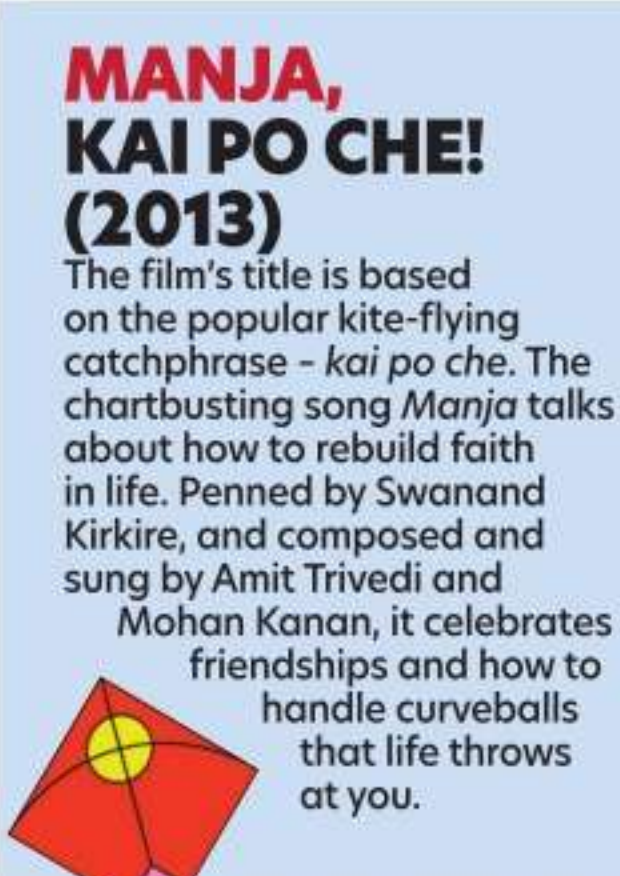 MANJA,
KAI PO CHE!
(2013)
The film's title is based
on the popular kite-flying
catchphrase – kai po che. The
chartbusting song Manja talks
about how to rebuild faith
in life. Penned by Swanand
Kirkire, and composed and
sung by Amit Trivedi and
Mohan Kanan, it celebrates
friendships and how to
handle curveballs
that life throws
at you.